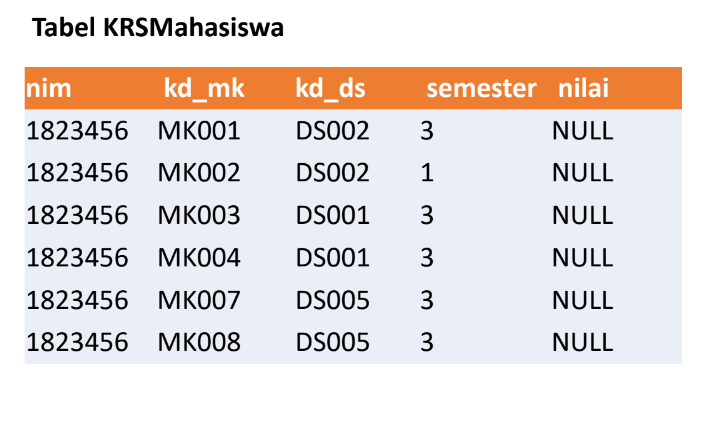 Tabel KRSMahasiswa
nim kd_mk kd_ds semester nilai
1823456 MK001 DS002 3 NULL
1823456 MK002 DS002 1 NULL
1823456 MK003 DS001 3 NULL
1823456 MK004 DS001 3 NULL
1823456 MK007 DS005 3 NULL
1823456 MK008 DS005 3 NULL